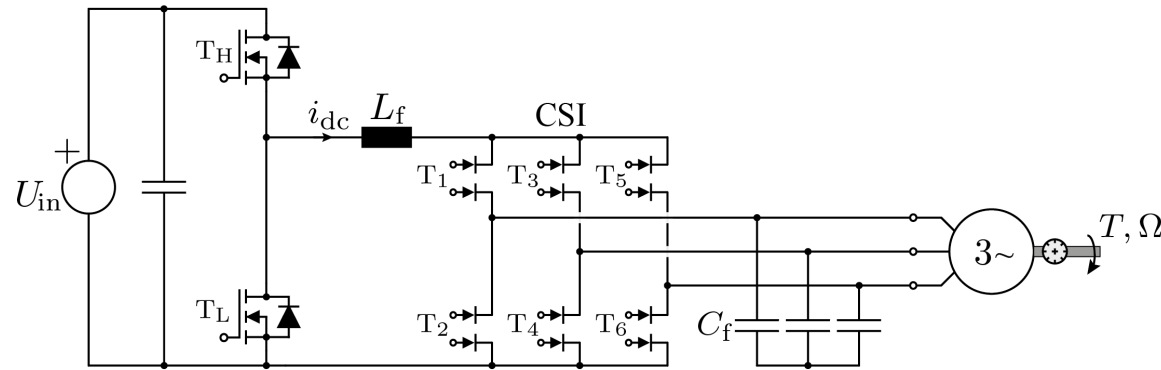 T_H
i_dc
L_f
CSI
+
U_in
T_1
T_3
T_5
3~
T, Ω
T_L
T_2
T_4
T_6
C_f